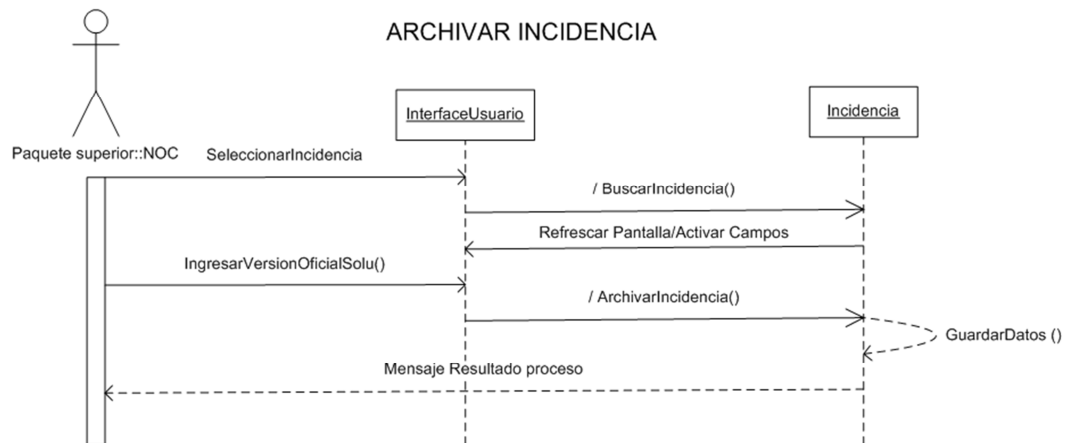 ARCHIVAR INCIDENCIA
InterfaceUsuario
Incidencia
Paquete superior::NOC
SeleccionarIncidencia
/ BuscarIncidencia()
Refrescar Pantalla/Activar Campos
IngresarVersionOficialSolu()
/ ArchivarIncidencia()
GuardarDatos ()
Mensaje Resultado proceso